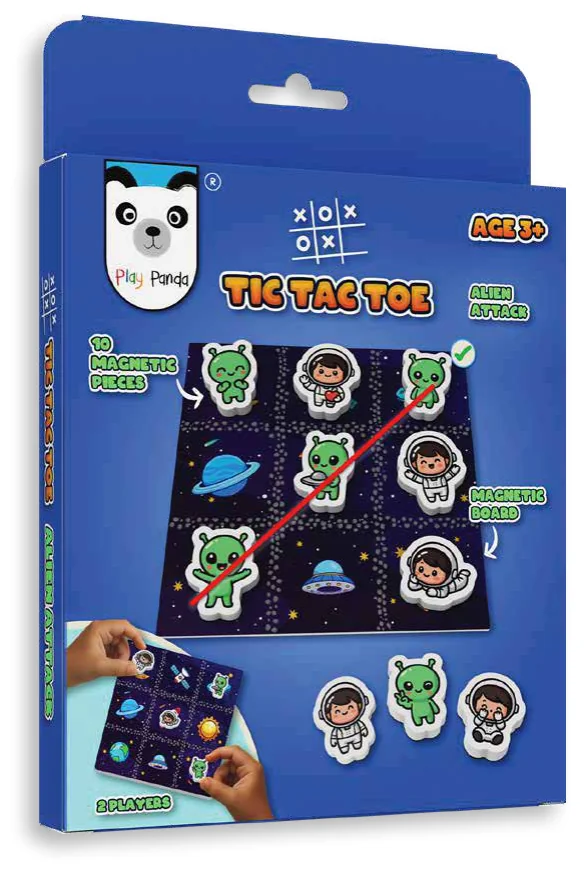 ®
Play Panda
X O X
O X
AGE 3+
TIC TAC TOE
ALIEN
ATTACK
10
MAGNETIC
PIECES
MAGNETIC
BOARD
2 PLAYERS
TIC TAC TOE
ALIEN ATTACK